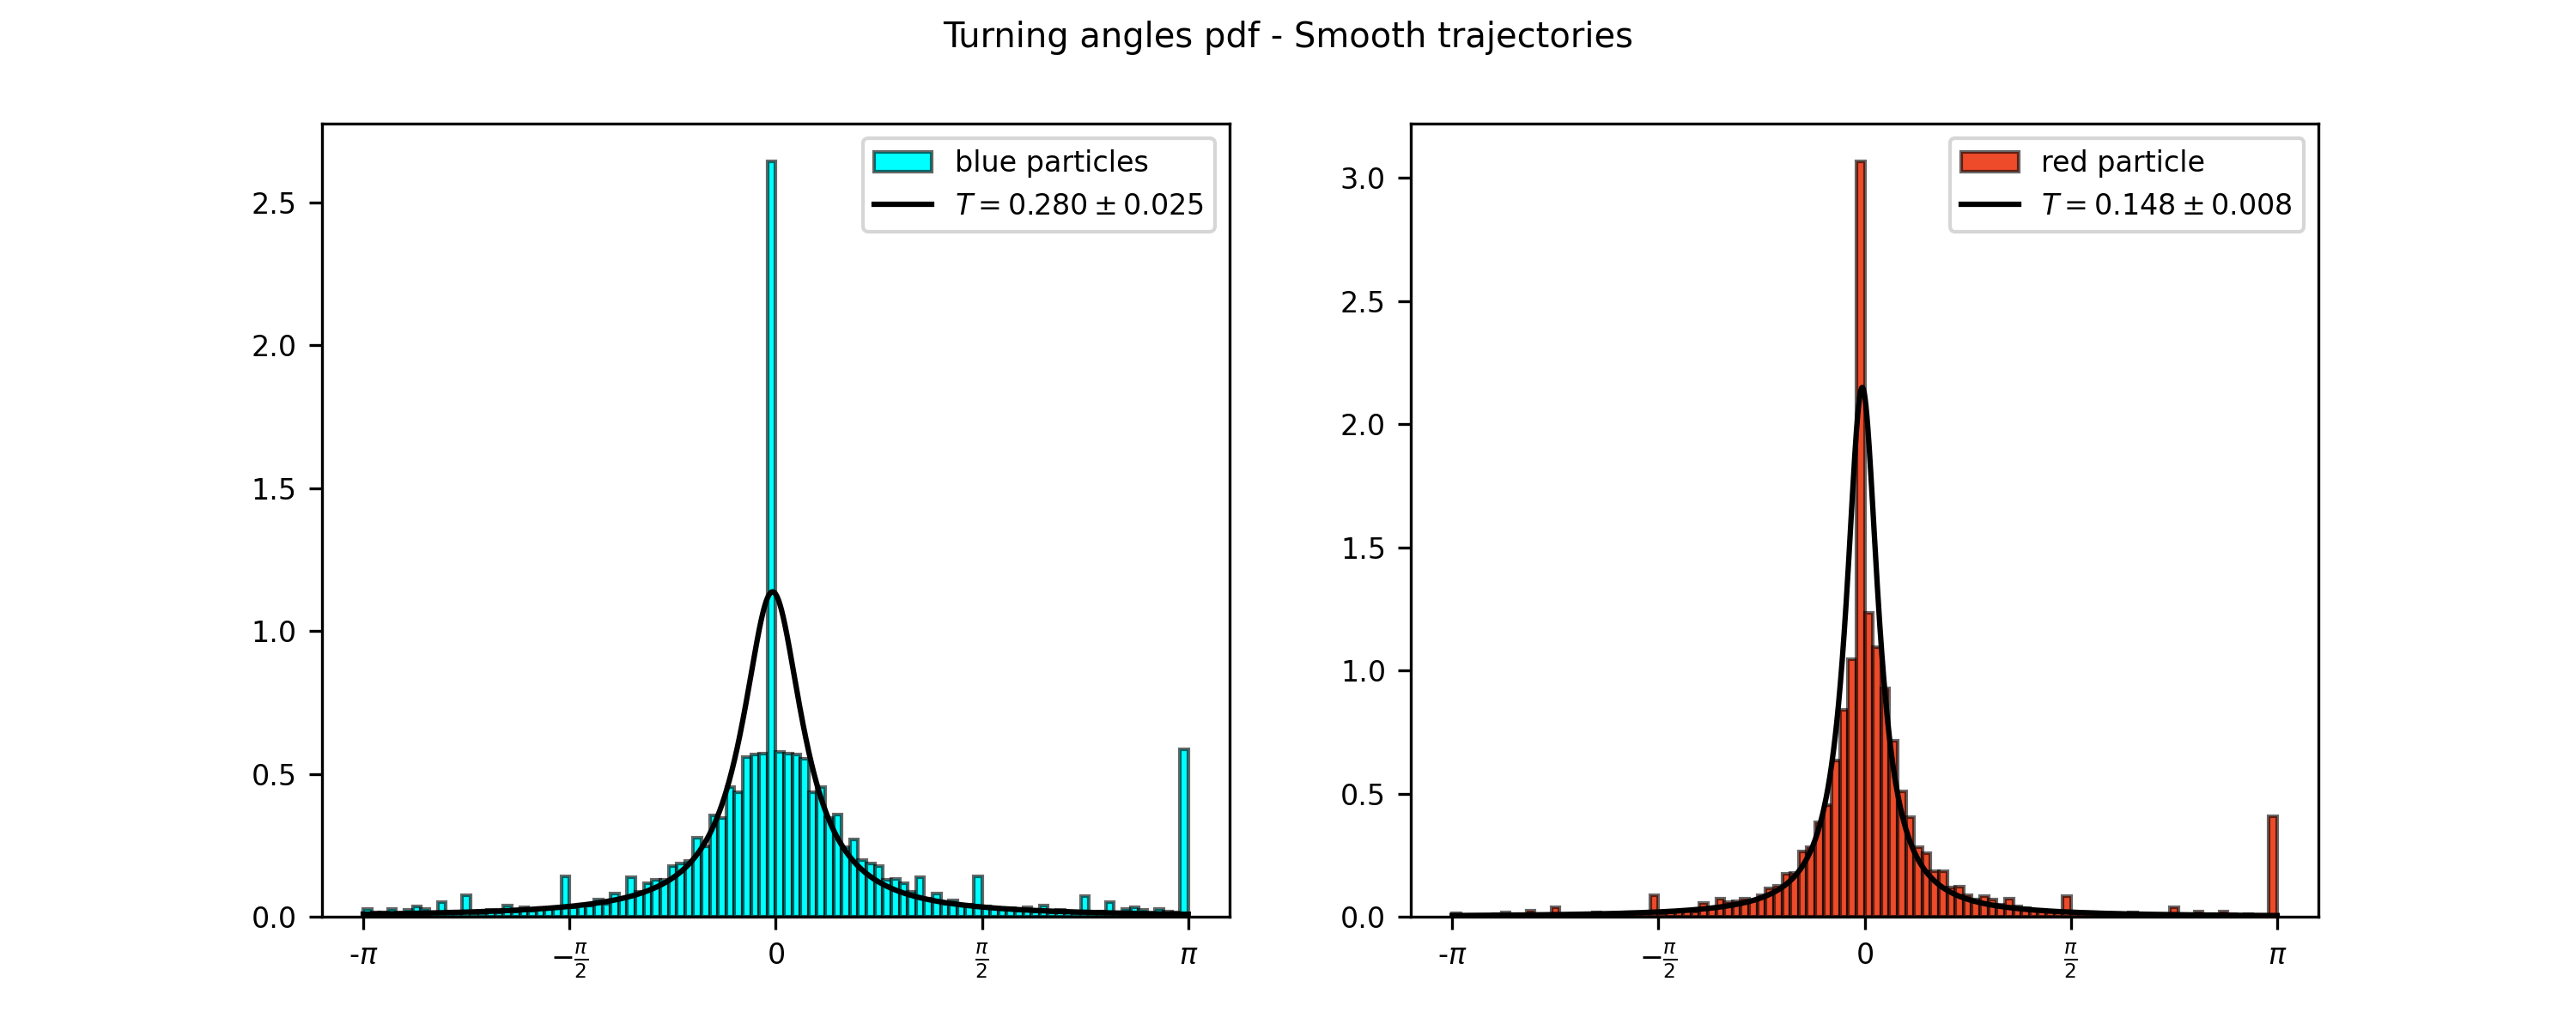 Turning angles pdf - Smooth trajectories
blue particles
T = 0.280 ± 0.025
2.5
2.0
1.5
1.0
0.5
0.0
-π
−π/2
0
π/2
π
red particle
T = 0.148 ± 0.008
3.0
2.5
2.0
1.5
1.0
0.5
0.0
-π
−π/2
0
π/2
π